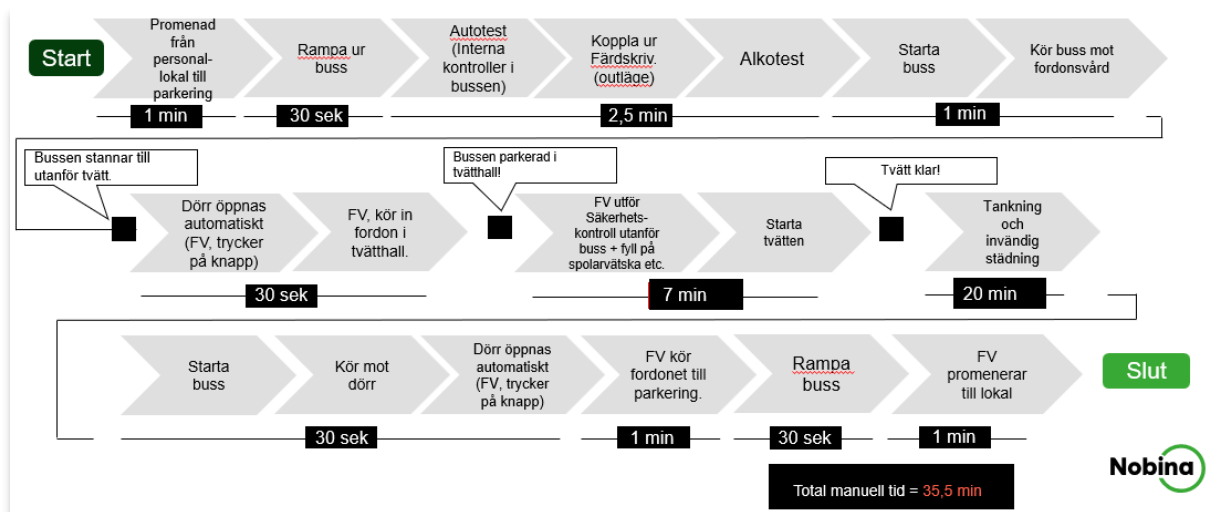 Start
Promenad
från
personal-
lokal till
parkering
Rampa ur
buss
Autotest
(Interna
kontroller i
bussen)
Koppla ur
Färdskriv.
(outläge)
Alkotest
Starta
buss
Kör buss mot
fordonsvård
1 min
30 sek
2,5 min
1 min
Bussen stannar till
utanför tvätt.
Bussen parkerad i
tvätthall!
Tvätt klar!
Dörr öppnas
automatiskt
(FV, trycker
på knapp)
FV, kör in
fordon i
tvätthall.
FV utför
Säkerhets-
kontroll utanför
buss + fyll på
spolarvätska etc.
Starta
tvätten
Tankning
och
invändig
städning
30 sek
7 min
20 min
Starta
buss
Kör mot
dörr
Dörr öppnas
automatiskt
(FV, trycker
på knapp)
FV kör
fordonet till
parkering.
Rampa
buss
FV
promenerar
till lokal
Slut
30 sek
1 min
30 sek
1 min
Total manuell tid = 35,5 min
Nobina